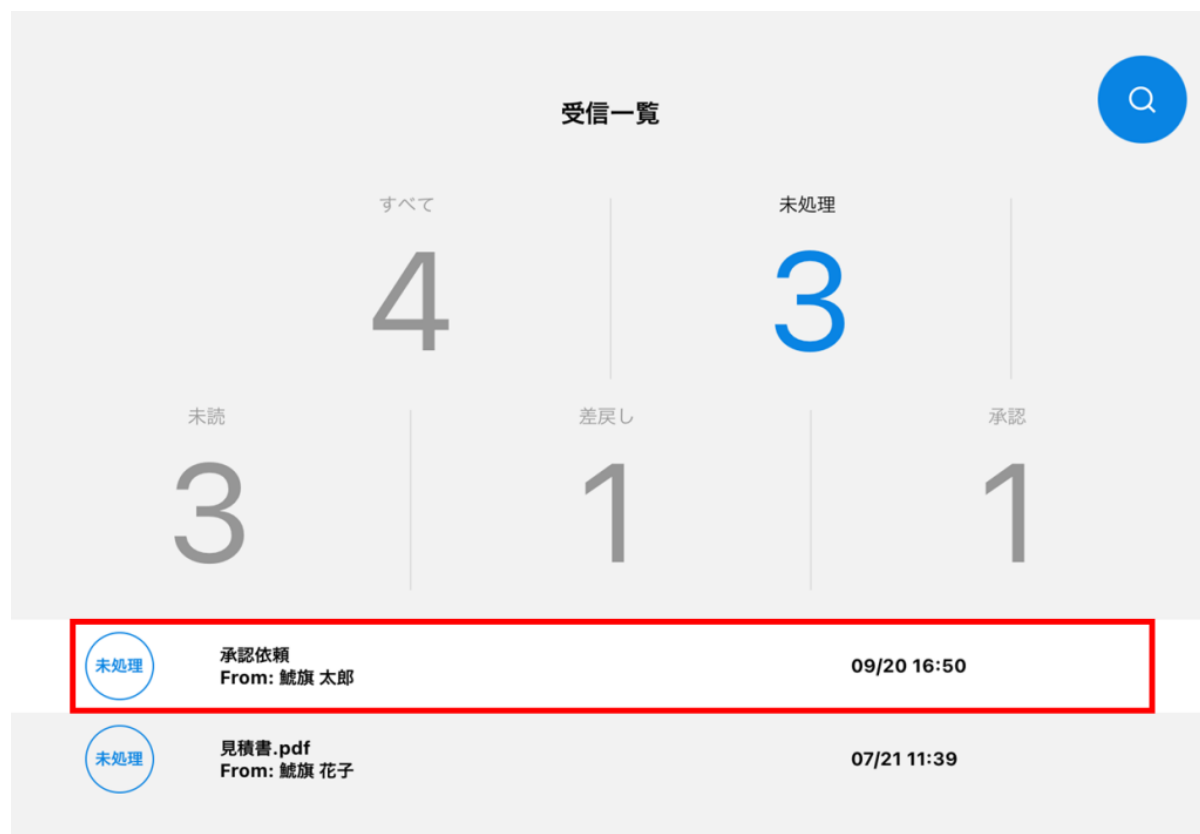 受信一覧
すべて
未処理
4
3
未読
差戻し
承認
3
1
1
未処理
承認依頼
From: 鯱旗 太郎
09/20 16:50
未処理
見積書.pdf
From: 鯱旗 花子
07/21 11:39